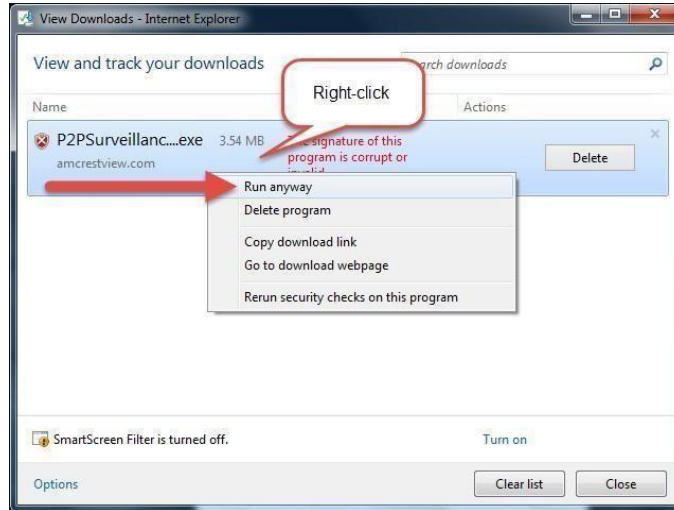 View Downloads - Internet Explorer
View and track your downloads
arch downloads
Right-click
Name
Actions
P2PSurveillanc....exe 3.54 MB
signature of this
program is corrupt or
amcrestview.com
Delete
Run anyway
Delete program
Copy download link
Go to download webpage
Rerun security checks on this program
SmartScreen Filter is turned off.
Turn on
Options
Clear list
Close